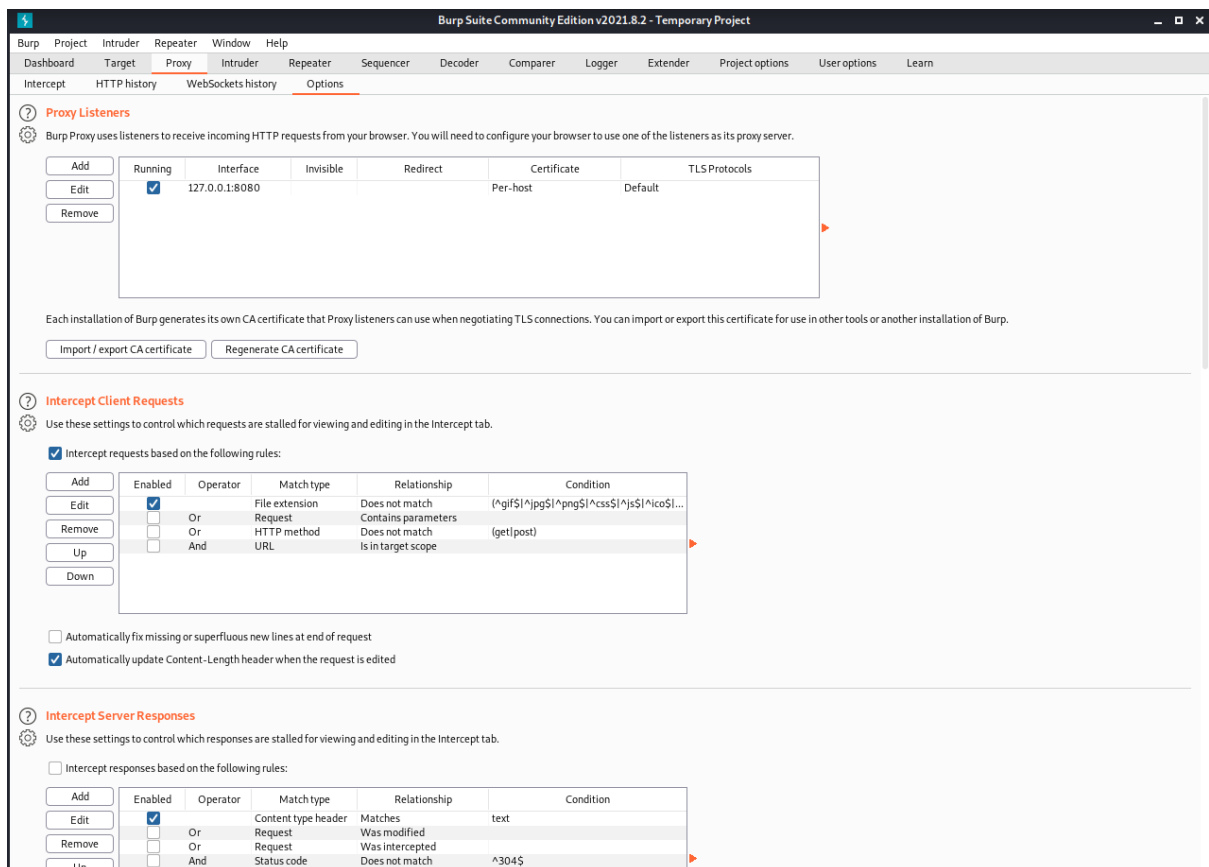 Burp Suite Community Edition v2021.8.2 - Temporary Project
Burp Project Intruder Repeater Window Help
Dashboard Target Proxy Intruder Repeater Sequencer Decoder Comparer Logger Extender Project options User options Learn
Intercept HTTP history WebSockets history Options
Proxy Listeners
Burp Proxy uses listeners to receive incoming HTTP requests from your browser. You will need to configure your browser to use one of the listeners as its proxy server.
Add Running Interface Invisible Redirect Certificate TLS Protocols
Edit 127.0.0.1:8080 Per-host Default
Remove
Each installation of Burp generates its own CA certificate that Proxy listeners can use when negotiating TLS connections. You can import or export this certificate for use in other tools or another installation of Burp.
Import / export CA certificate Regenerate CA certificate
Intercept Client Requests
Use these settings to control which requests are stalled for viewing and editing in the Intercept tab.
Intercept requests based on the following rules:
Add Enabled Operator Match type Relationship Condition
Edit File extension Does not match (^gif$|^jpg$|^png$|^css$|^js$|^ico$|...
Or Request Contains parameters
Remove Or HTTP method Does not match (get|post)
Up And URL Is in target scope
Down
Automatically fix missing or superfluous new lines at end of request
Automatically update Content-Length header when the request is edited
Intercept Server Responses
Use these settings to control which responses are stalled for viewing and editing in the Intercept tab.
Intercept responses based on the following rules:
Add Enabled Operator Match type Relationship Condition
Edit Content type header Matches text
Or Request Was modified
Remove Or Request Was intercepted
Up And Status code Does not match ^304$